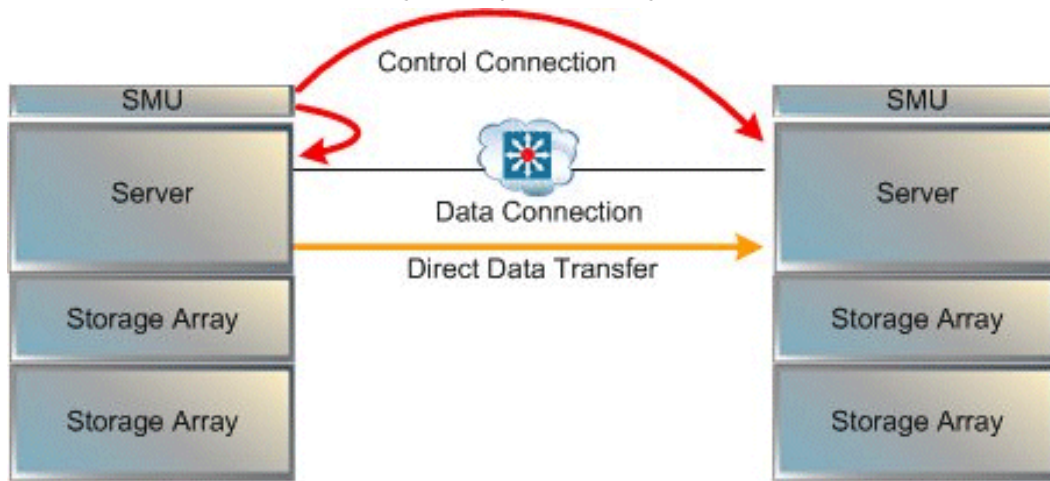 Control Connection
SMU
SMU
Server
Data Connection
Server
Direct Data Transfer
Storage Array
Storage Array
Storage Array
Storage Array